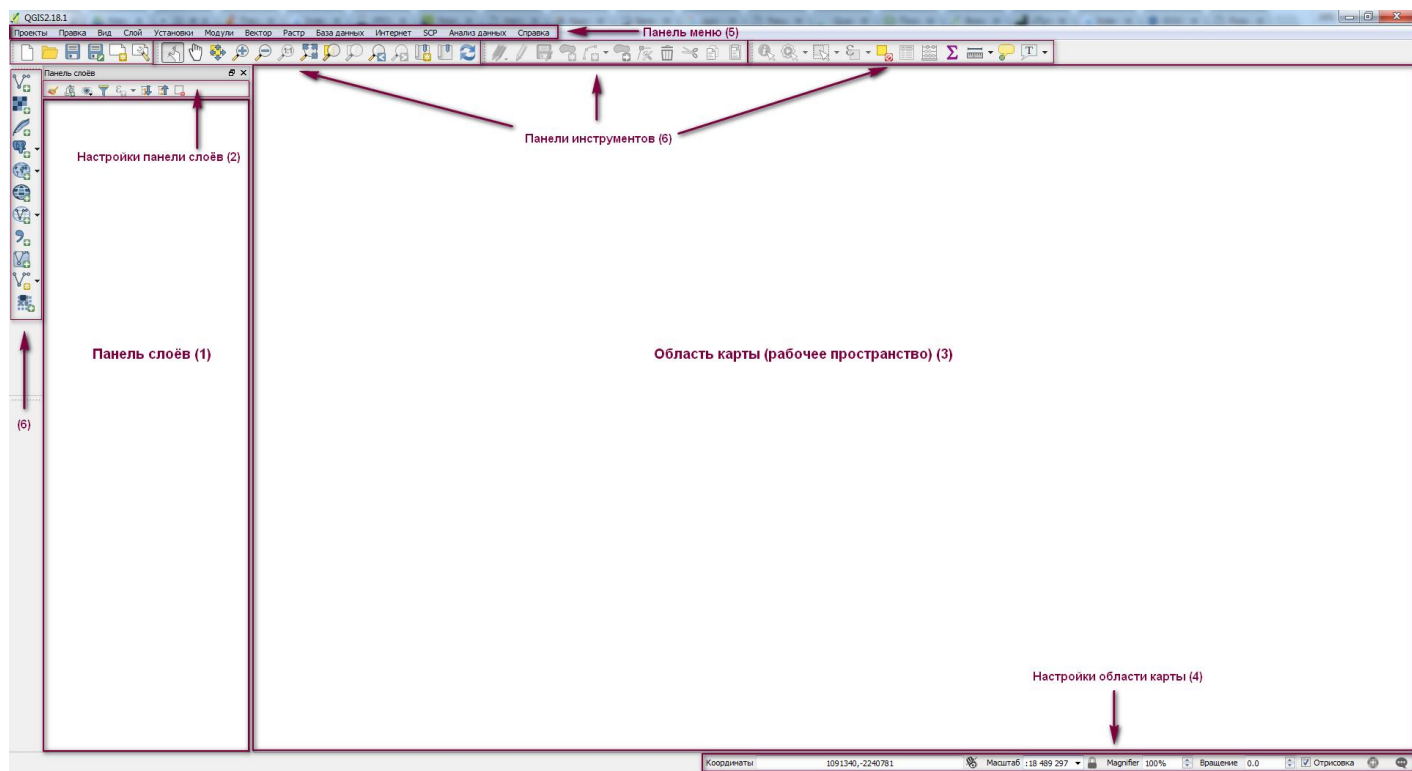 QGIS2.18.1
Проекты Правка Вид Слой Установки Модули Вектор Растр База данных Интернет SCP Анализ данных Справка
Панель меню (5)
Панель слоёв
Панели инструментов (6)
Настройки панели слоёв (2)
Панель слоёв (1)
Область карты (рабочее пространство) (3)
(6)
Настройки области карты (4)
Координаты 1091340,-2240781 Масштаб :18 489 297 Magnifier 100% Вращение 0.0 Отрисовка